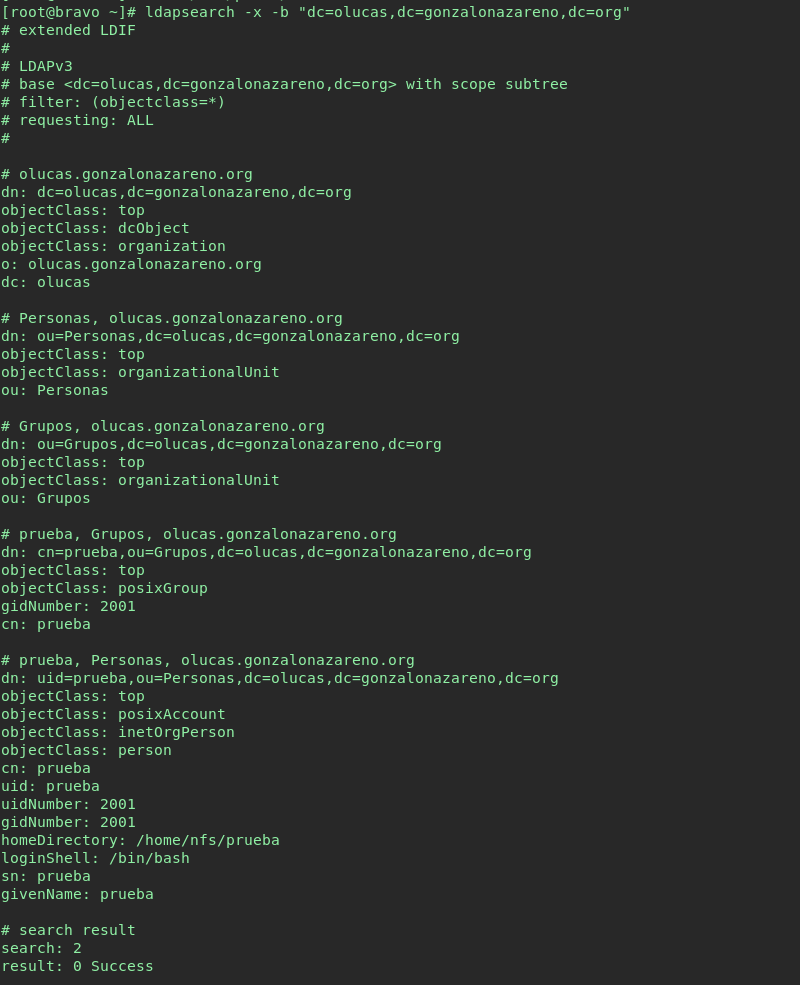 [root@bravo ~]# ldapsearch -x -b "dc=olucas,dc=gonzalonazareno,dc=org"
# extended LDIF
#
# LDAPv3
# base <dc=olucas,dc=gonzalonazareno,dc=org> with scope subtree
# filter: (objectclass=*)
# requesting: ALL
#

# olucas.gonzalonazareno.org
dn: dc=olucas,dc=gonzalonazareno,dc=org
objectClass: top
objectClass: dcObject
objectClass: organization
o: olucas.gonzalonazareno.org
dc: olucas

# Personas, olucas.gonzalonazareno.org
dn: ou=Personas,dc=olucas,dc=gonzalonazareno,dc=org
objectClass: top
objectClass: organizationalUnit
ou: Personas

# Grupos, olucas.gonzalonazareno.org
dn: ou=Grupos,dc=olucas,dc=gonzalonazareno,dc=org
objectClass: top
objectClass: organizationalUnit
ou: Grupos

# prueba, Grupos, olucas.gonzalonazareno.org
dn: cn=prueba,ou=Grupos,dc=olucas,dc=gonzalonazareno,dc=org
objectClass: top
objectClass: posixGroup
gidNumber: 2001
cn: prueba

# prueba, Personas, olucas.gonzalonazareno.org
dn: uid=prueba,ou=Personas,dc=olucas,dc=gonzalonazareno,dc=org
objectClass: top
objectClass: posixAccount
objectClass: inetOrgPerson
objectClass: person
cn: prueba
uid: prueba
uidNumber: 2001
gidNumber: 2001
homeDirectory: /home/nfs/prueba
loginShell: /bin/bash
sn: prueba
givenName: prueba

# search result
search: 2
result: 0 Success